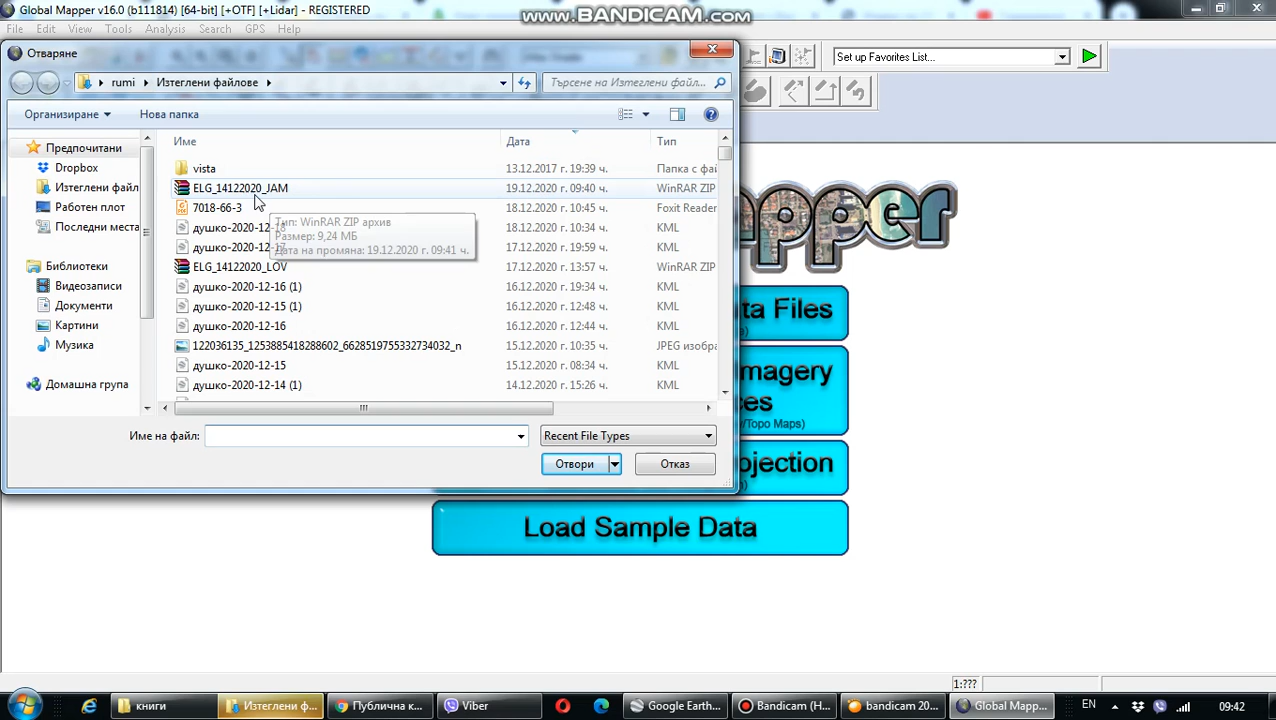 Global Mapper v16.0 (b111814) [64-bit] [+OTF] [+Lidar] - REGISTERED
www.BANDICAM.com
File Edit View Tools Analysis Search GPS Help
Отваряне
rumi Изтеглени файлове
Търсене на Изтеглени файл...
Set up Favorites List...
Организиране Нова папка
Име Дата Тип
Предпочитани
Dropbox
Изтеглени файл
Работен плот
Последни места
Библиотеки
Видеозаписи
Документи
Картини
Музика
Домашна група
vista 13.12.2017 г. 19:39 ч. Папка с фай
ELG_14122020_JAM 19.12.2020 г. 09:40 ч. WinRAR ZIP
7018-66-3 18.12.2020 г. 10:45 ч. Foxit Reader
душко-2020-12-18 18.12.2020 г. 10:34 ч. KML
душко-2020-12-17 17.12.2020 г. 19:59 ч. KML
ELG_14122020_LOV 17.12.2020 г. 13:57 ч. WinRAR ZIP
душко-2020-12-16 (1) 16.12.2020 г. 19:34 ч. KML
душко-2020-12-15 (1) 16.12.2020 г. 12:48 ч. KML
душко-2020-12-16 16.12.2020 г. 12:44 ч. KML
122036135_1253885418288602_6628519755332734032_n 15.12.2020 г. 10:35 ч. JPEG изобра
душко-2020-12-15 15.12.2020 г. 08:34 ч. KML
душко-2020-12-14 (1) 14.12.2020 г. 15:26 ч. KML
Тип: WinRAR ZIP архив
Размер: 9,24 МБ
Дата на промяна: 19.12.2020 г. 09:41 ч.
Име на файл: Recent File Types
Отвори Отказ
apper
ta Files
magery
ces
y/Topo Maps)
ojection
Load Sample Data
1:???
книги
Изтеглени ф...
Публична к...
Viber
Google Earth...
Bandicam (H...
bandicam 20...
Global Mapp...
EN
09:42